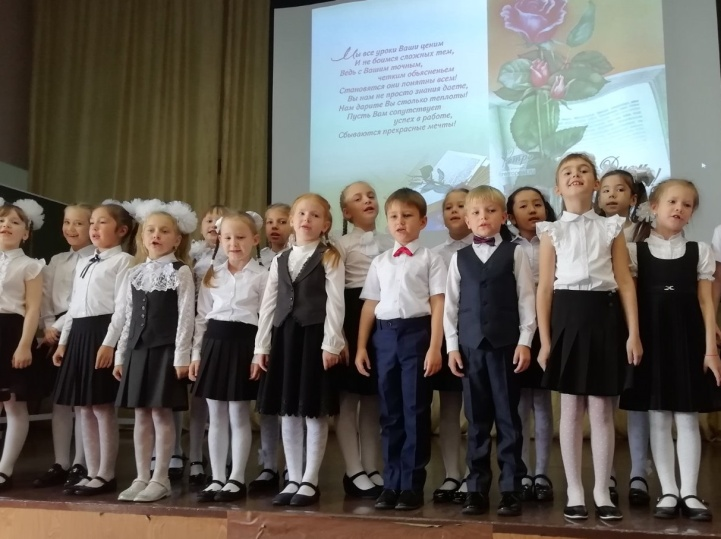 Мы все уроки Ваши ценим
И не боимся сложных тем,
Ведь с Вашим точным,
чётким объясненьем
Становятся они понятны всем!
Вы нам не просто знания даете,
Нам дарите Вы столько теплоты!
Пусть Вам сопутствует
успех в работе,
Сбываются прекрасные мечты!